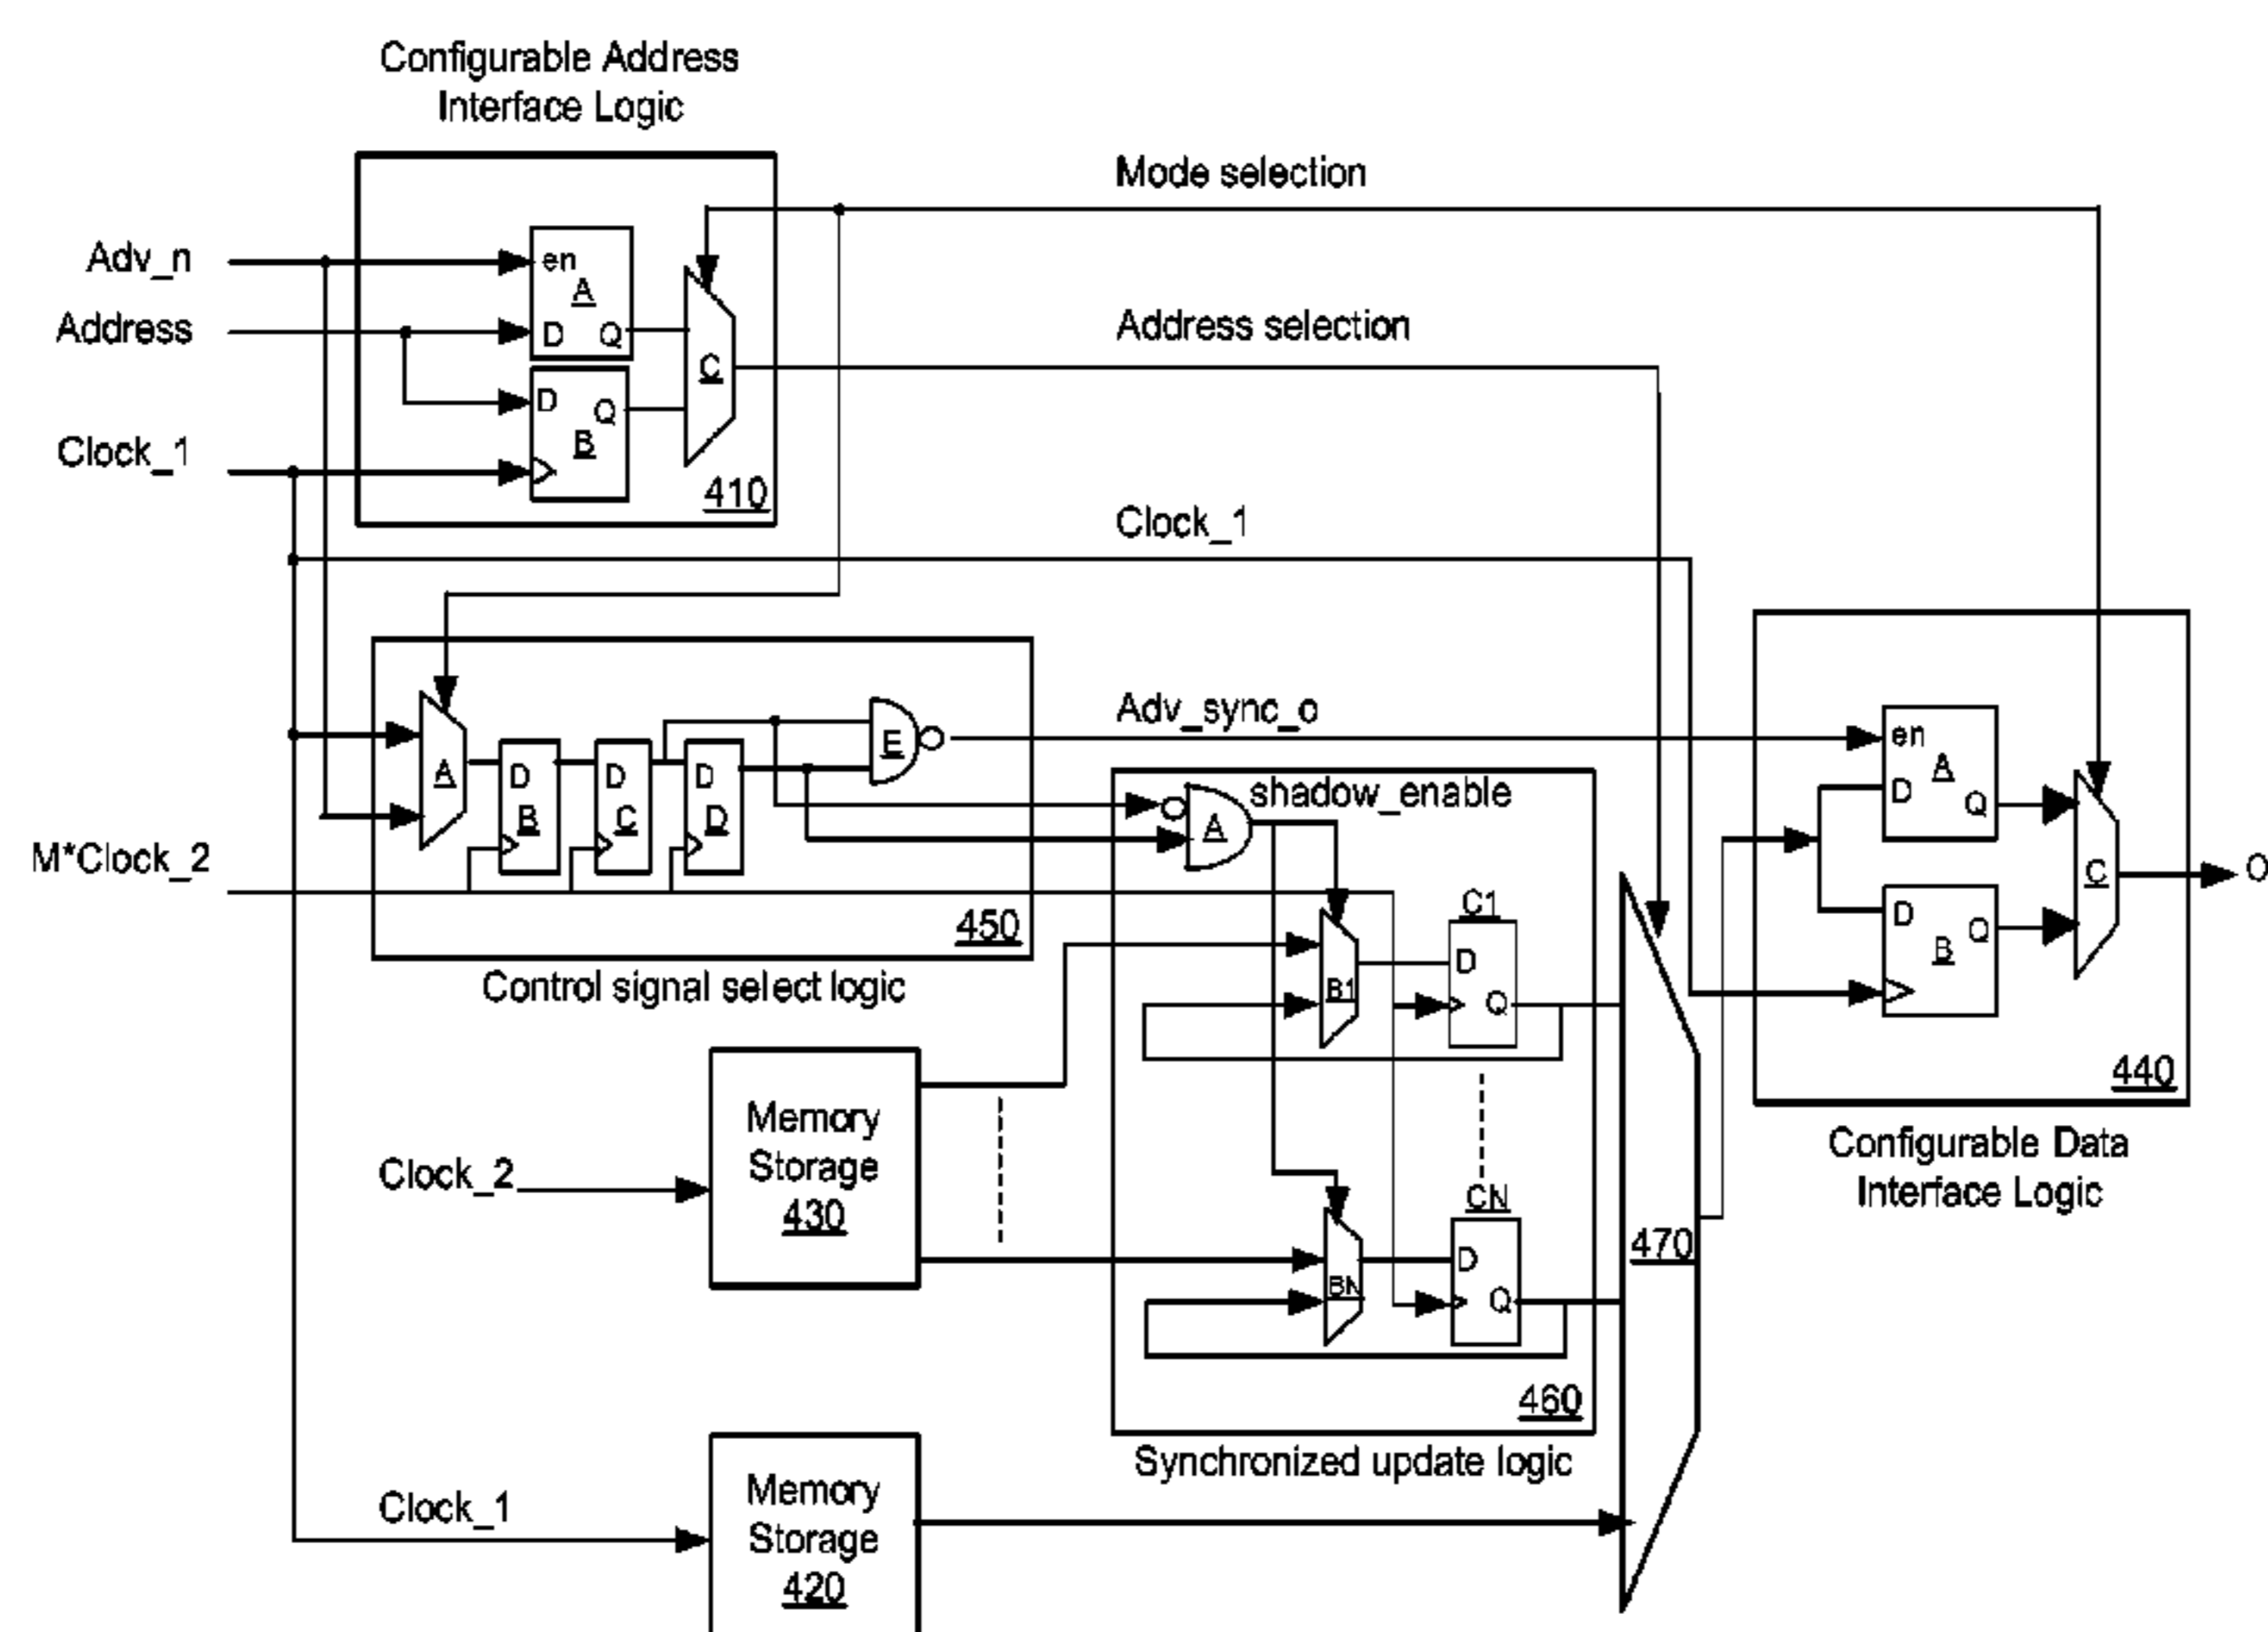 Configurable Address
Interface Logic
Mode selection
Adv_n
en
A
Address
D
Q
C
Address selection
D
Q
B
Clock_1
410
Clock_1
Adv_sync_o
A
D
B
D
C
D
D
E
shadow_enable
A
M*Clock_2
450
Control signal select logic
en
A
D
Q
D
Q
B
C
O
440
Configurable Data
Interface Logic
C1
D
Q
B1
Memory
Storage
430
Clock_2
CN
D
Q
BN
470
460
Synchronized update logic
Clock_1
Memory
Storage
420